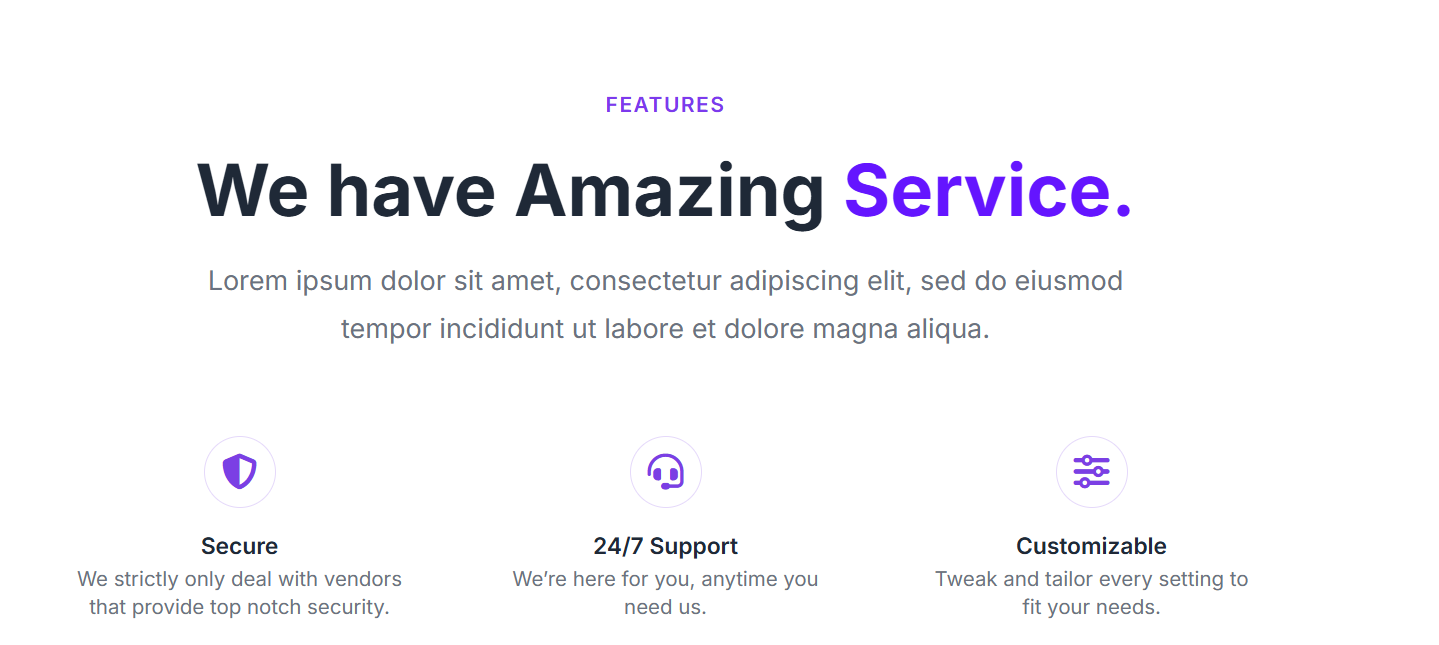 FEATURES
We have Amazing Service.
Lorem ipsum dolor sit amet, consectetur adipiscing elit, sed do eiusmod
tempor incididunt ut labore et dolore magna aliqua.
Secure
We strictly only deal with vendors
that provide top notch security.
24/7 Support
We’re here for you, anytime you
need us.
Customizable
Tweak and tailor every setting to
fit your needs.